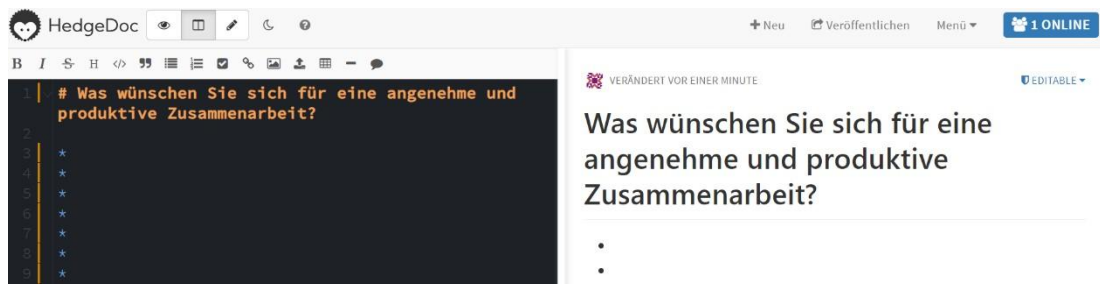 HedgeDoc
+ Neu Veröffentlichen Menü 1 ONLINE
B I S H </>
1 # Was wünschen Sie sich für eine angenehme und
produktive Zusammenarbeit?
2
3 *
4 *
5 *
6 *
7 *
8 *
9 *
VERÄNDERT VOR EINER MINUTE
EDITABLE
Was wünschen Sie sich für eine
angenehme und produktive
Zusammenarbeit?
•
•